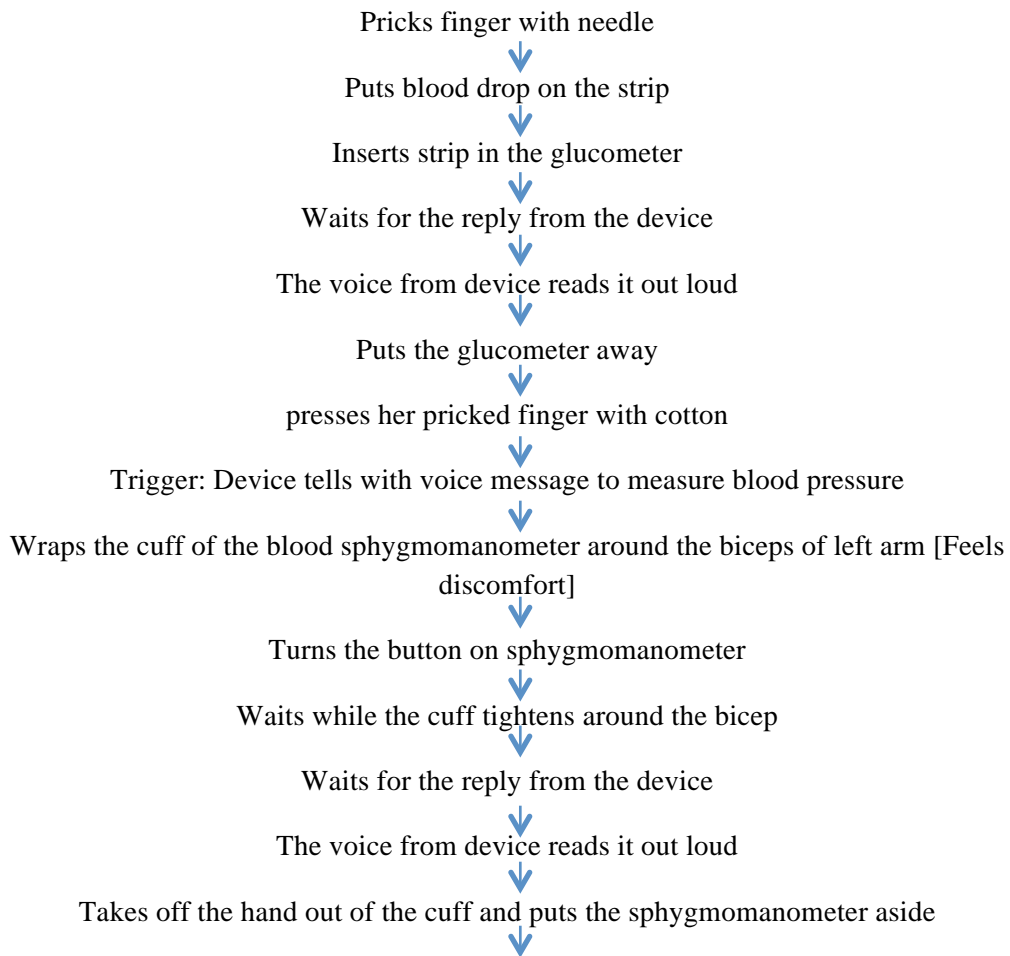 Pricks finger with needle
Puts blood drop on the strip
Inserts strip in the glucometer
Waits for the reply from the device
The voice from device reads it out loud
Puts the glucometer away
presses her pricked finger with cotton
Trigger: Device tells with voice message to measure blood pressure
Wraps the cuff of the blood sphygmomanometer around the biceps of left arm [Feels
discomfort]
Turns the button on sphygmomanometer
Waits while the cuff tightens around the bicep
Waits for the reply from the device
The voice from device reads it out loud
Takes off the hand out of the cuff and puts the sphygmomanometer aside